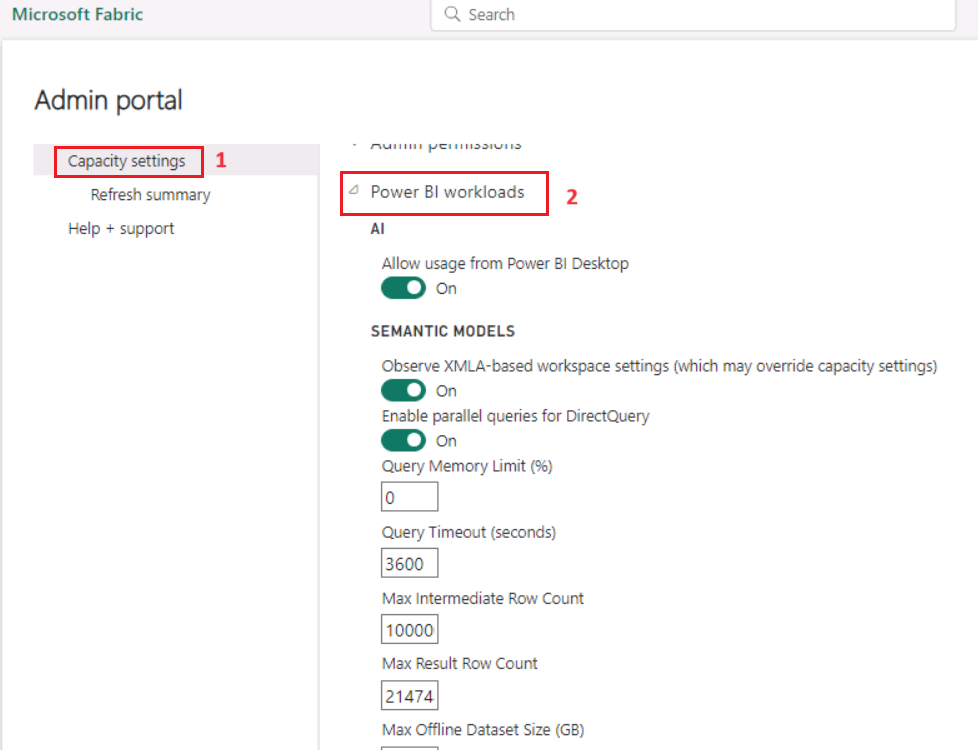 Microsoft Fabric
Search
Admin portal
Capacity settings
1
Refresh summary
Help + support
Admin permissions
Power BI workloads
2
AI
Allow usage from Power BI Desktop
On
SEMANTIC MODELS
Observe XMLA-based workspace settings (which may override capacity settings)
On
Enable parallel queries for DirectQuery
On
Query Memory Limit (%)
0
Query Timeout (seconds)
3600
Max Intermediate Row Count
10000
Max Result Row Count
21474
Max Offline Dataset Size (GB)